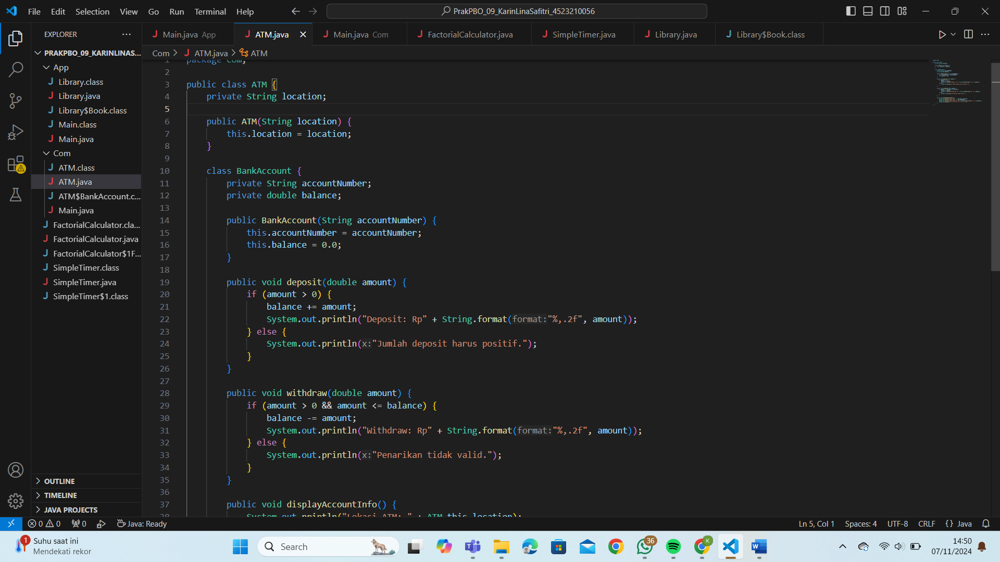 File Edit Selection View Go Run Terminal Help
PrakPBO_09_KarinLinaSafitri_4523210056
EXPLORER
PRAKPBO_09_KARINLINAS...
App
Library.class
Library.java
Library$Book.class
Main.class
Main.java
Com
ATM.class
ATM.java
ATM$BankAccount.c...
Main.java
FactorialCalculator.cla...
FactorialCalculator.java
FactorialCalculator$1F...
SimpleTimer.class
SimpleTimer.java
SimpleTimer$1.class
OUTLINE
TIMELINE
JAVA PROJECTS
Main.java App ATM.java Main.java Com FactorialCalculator.java SimpleTimer.java Library.java Library$Book.class
Com > ATM.java > ATM
1 package Com;
2
3 public class ATM {
4 private String location;
5
6 public ATM(String location) {
7 this.location = location;
8 }
9
10 class BankAccount {
11 private String accountNumber;
12 private double balance;
13
14 public BankAccount(String accountNumber) {
15 this.accountNumber = accountNumber;
16 this.balance = 0.0;
17 }
18
19 public void deposit(double amount) {
20 if (amount > 0) {
21 balance += amount;
22 System.out.println("Deposit: Rp" + String.format(format:"%,.2f", amount));
23 } else {
24 System.out.println(x:"Jumlah deposit harus positif.");
25 }
26 }
27
28 public void withdraw(double amount) {
29 if (amount > 0 && amount <= balance) {
30 balance -= amount;
31 System.out.println("Withdraw: Rp" + String.format(format:"%,.2f", amount));
32 } else {
33 System.out.println(x:"Penarikan tidak valid.");
34 }
35 }
36
37 public void displayAccountInfo() {
38 System.out.println("Lokasi ATM: " + ATM.this.location);
0 0 0 Java: Ready
Ln 5, Col 1 Spaces: 4 UTF-8 CRLF {} Java
1
Suhu saat ini
Mendekati rekor
Search
36
K
14:50
07/11/2024